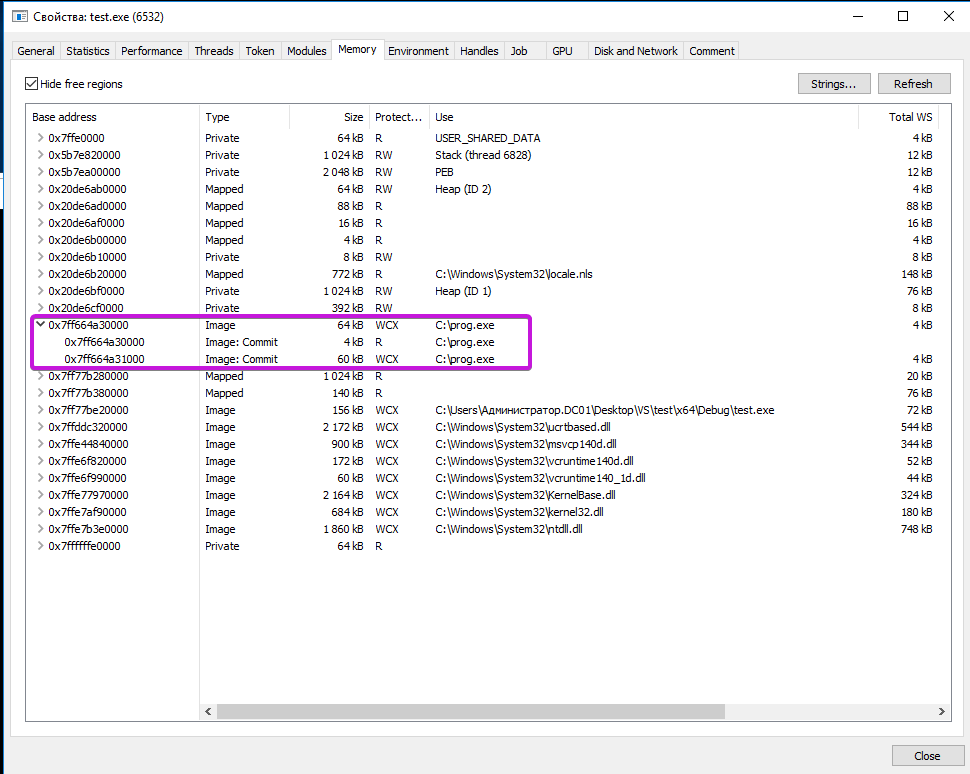 Свойства: test.exe (6532)
General Statistics Performance Threads Token Modules Memory Environment Handles Job GPU Disk and Network Comment
Hide free regions Strings... Refresh
Base address Type Size Protect... Use Total WS
0x7ffe0000 Private 64 kB R USER_SHARED_DATA 4 kB
0x5b7e820000 Private 1 024 kB RW Stack (thread 6828) 12 kB
0x5b7ea00000 Private 2 048 kB RW PEB 12 kB
0x20de6ab0000 Mapped 64 kB RW Heap (ID 2) 4 kB
0x20de6ad0000 Mapped 88 kB R 88 kB
0x20de6af0000 Mapped 16 kB R 16 kB
0x20de6b00000 Mapped 4 kB R 4 kB
0x20de6b10000 Private 8 kB RW 8 kB
0x20de6b20000 Mapped 772 kB R C:\Windows\System32\locale.nls 148 kB
0x20de6bf0000 Private 1 024 kB RW Heap (ID 1) 76 kB
0x20de6cf0000 Private 392 kB RW 8 kB
0x7ff664a30000 Image 64 kB WCX C:\prog.exe 4 kB
0x7ff664a30000 Image: Commit 4 kB R C:\prog.exe
0x7ff664a31000 Image: Commit 60 kB WCX C:\prog.exe 4 kB
0x7ff77b280000 Mapped 1 024 kB R 20 kB
0x7ff77b380000 Mapped 140 kB R 76 kB
0x7ff77be20000 Image 156 kB WCX C:\Users\Администратор.DC01\Desktop\VS\test\x64\Debug\test.exe 72 kB
0x7ffddc320000 Image 2 172 kB WCX C:\Windows\System32\ucrtbased.dll 544 kB
0x7ffe44840000 Image 900 kB WCX C:\Windows\System32\msvcp140d.dll 344 kB
0x7ffe6f820000 Image 172 kB WCX C:\Windows\System32\vcruntime140d.dll 52 kB
0x7ffe6f990000 Image 60 kB WCX C:\Windows\System32\vcruntime140_1d.dll 44 kB
0x7ffe77970000 Image 2 164 kB WCX C:\Windows\System32\KernelBase.dll 324 kB
0x7ffe7af90000 Image 684 kB WCX C:\Windows\System32\kernel32.dll 180 kB
0x7ffe7b3e0000 Image 1 860 kB WCX C:\Windows\System32\ntdll.dll 748 kB
0x7ffffffe0000 Private 64 kB R
Close